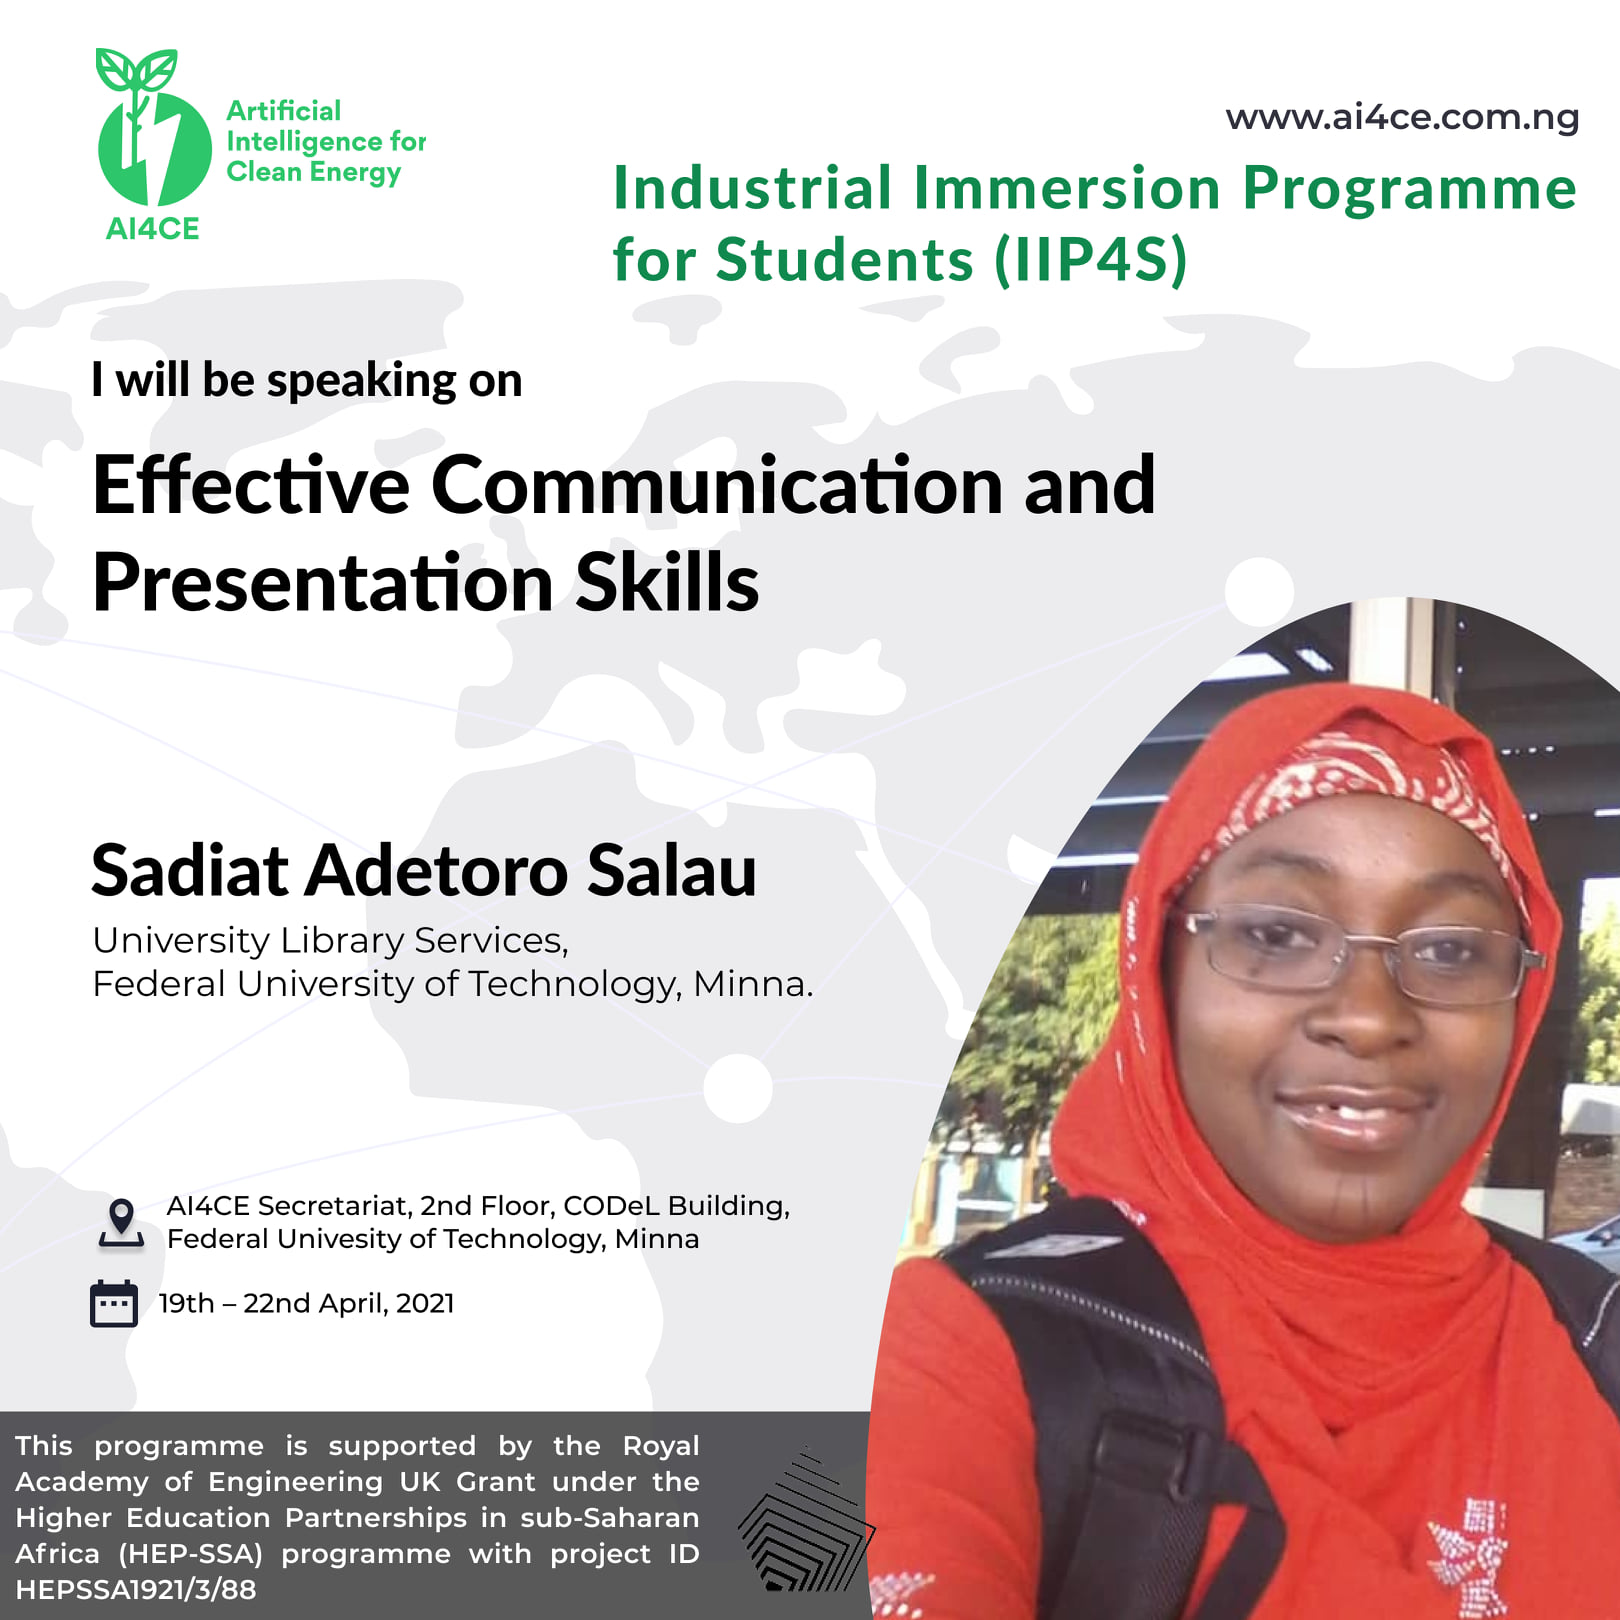 Artificial
Intelligence for
Clean Energy
AI4CE
www.ai4ce.com.ng
Industrial Immersion Programme
for Students (IIP4S)
I will be speaking on
Effective Communication and
Presentation Skills
Sadiat Adetoro Salau
University Library Services,
Federal University of Technology, Minna.
AI4CE Secretariat, 2nd Floor, CODeL Building,
Federal Univesity of Technology, Minna
19th – 22nd April, 2021
This programme is supported by the Royal
Academy of Engineering UK Grant under the
Higher Education Partnerships in sub-Saharan
Africa (HEP-SSA) programme with project ID
HEPSSA1921/3/88